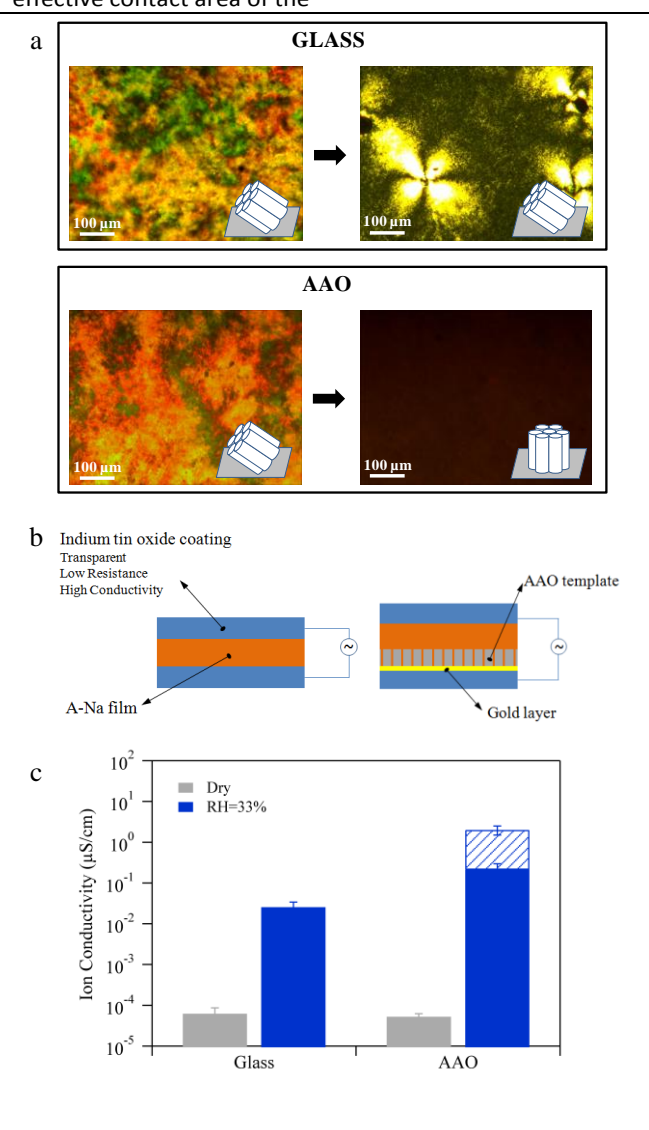 effective contact area of the
a
GLASS
100 µm
100 µm
AAO
100 µm
100 µm
b
Indium tin oxide coating
Transparent
Low Resistance
High Conductivity
AAO template
~
~
A-Na film
Gold layer
c
Ion Conductivity (µS/cm)
10²
10¹
10⁰
10⁻¹
10⁻²
10⁻³
10⁻⁴
10⁻⁵
Dry
RH=33%
Glass
AAO